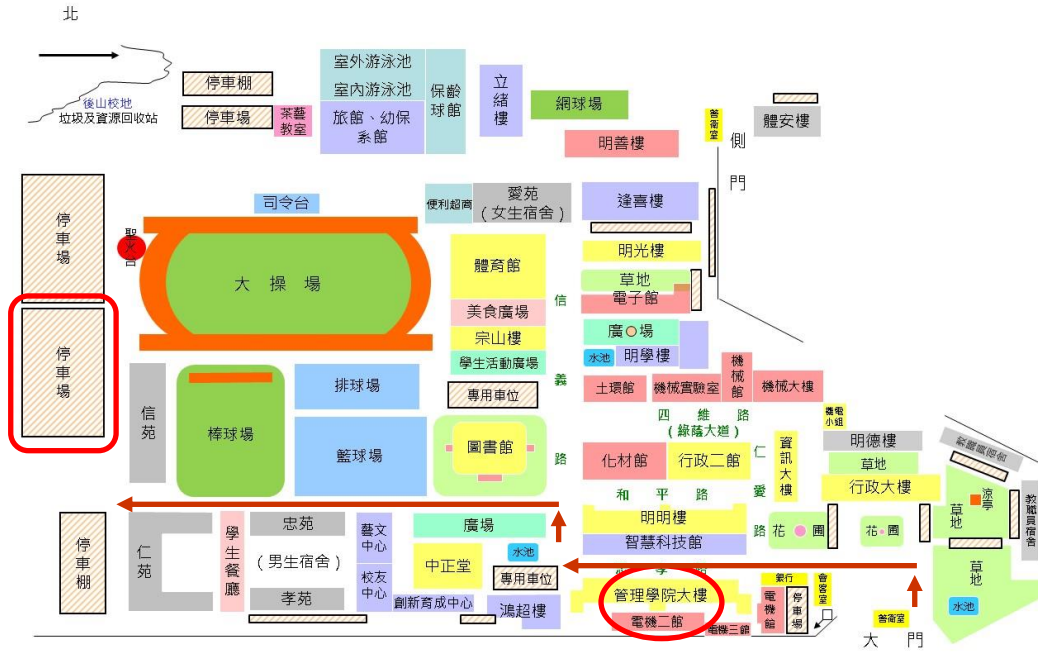 北
後山校地
垃圾及資源回收站
停車棚
停車場
茶藝
教室
室外游泳池
室內游泳池
旅館、幼保
系館
保齡
球館
立緒樓
網球場
明善樓
警衛室
側門
體安樓
停車場
停車場
聖火台
司令台
大操場
便利超商
愛苑
(女生宿舍)
逢喜樓
明光樓
草地
電子館
體育館
美食廣場
宗山樓
學生活動廣場
專用車位
信義路
廣場
水池
明學樓
土環館
機械實驗室
機械館
機械大樓
四維路
(綠蔭大道)
信苑
棒球場
排球場
籃球場
圖書館
化材館
行政二館
仁愛路
資訊大樓
機電
小組
明德樓
草地
行政大樓
教職員宿舍
涼亭
草地
教職員宿舍
和平路
明明樓
智慧科技館
花圃
花圃
草地
水池
停車棚
仁苑
學生餐廳
忠苑
(男生宿舍)
孝苑
藝文
中心
校友
中心
廣場
中正堂
水池
專用車位
創新育成中心
鴻超樓
管理學院大樓
電機二館
電機三館
電機館
銀行
停車場
會客室
警衛室
大門